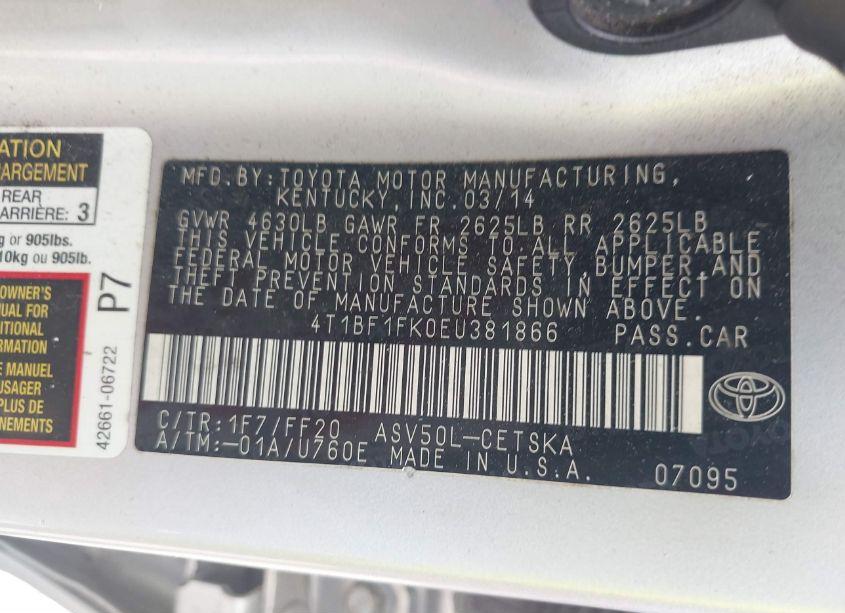 ATION
ARGEMENT
REAR
ARRIÈRE: 3
g or 905lbs.
10kg ou 905lb.
OWNER'S
UAL FOR
ITIONAL
RMATION
E MANUEL
USAGER
PLUS DE
NEMENTS
P7
42661-06722
MFD.BY:TOYOTA MOTOR MANUFACTURING,
KENTUCKY,INC.03/14
GVWR 4630LB GAWR FR 2625LB RR 2625LB
THIS VEHICLE CONFORMS TO ALL APPLICABLE
FEDERAL MOTOR VEHICLE SAFETY,BUMPER,AND
THEFT PREVENTION STANDARDS IN EFFECT ON
THE DATE OF MANUFACTURE SHOWN ABOVE.
4T1BF1FK0EU381866 PASS.CAR
C/TR:1F7/FF20 ASV50L-CETSKA
A/TM:-01A/U760E MADE IN U.S.A. 07095